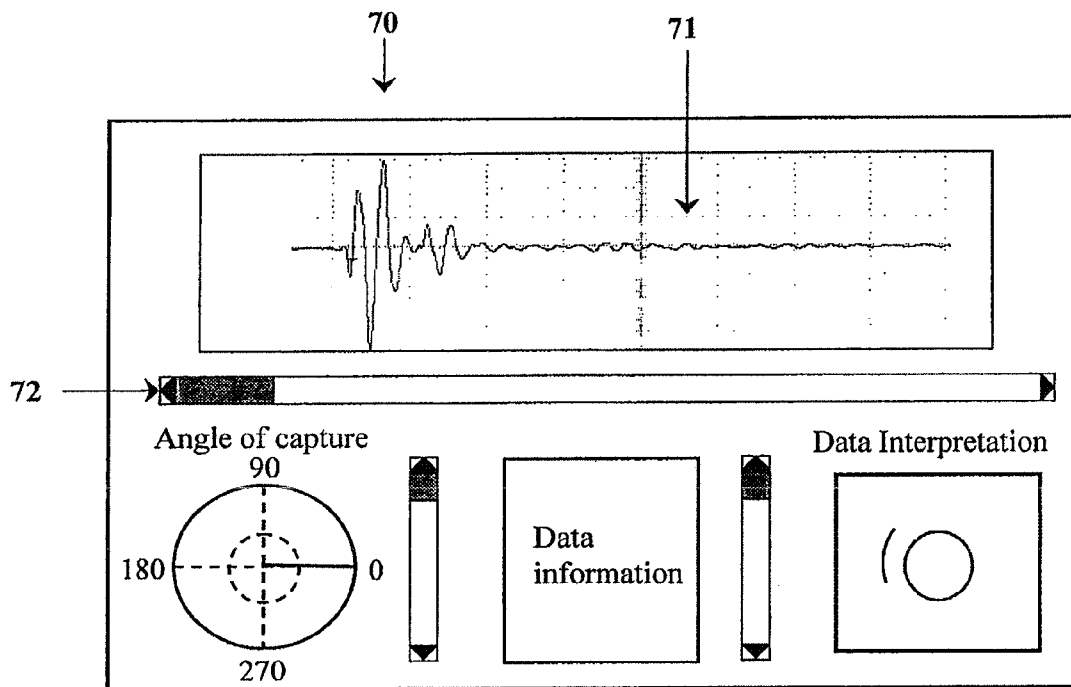 70
71
72
Angle of capture
Data Interpretation
90
180
0
270
Data
information